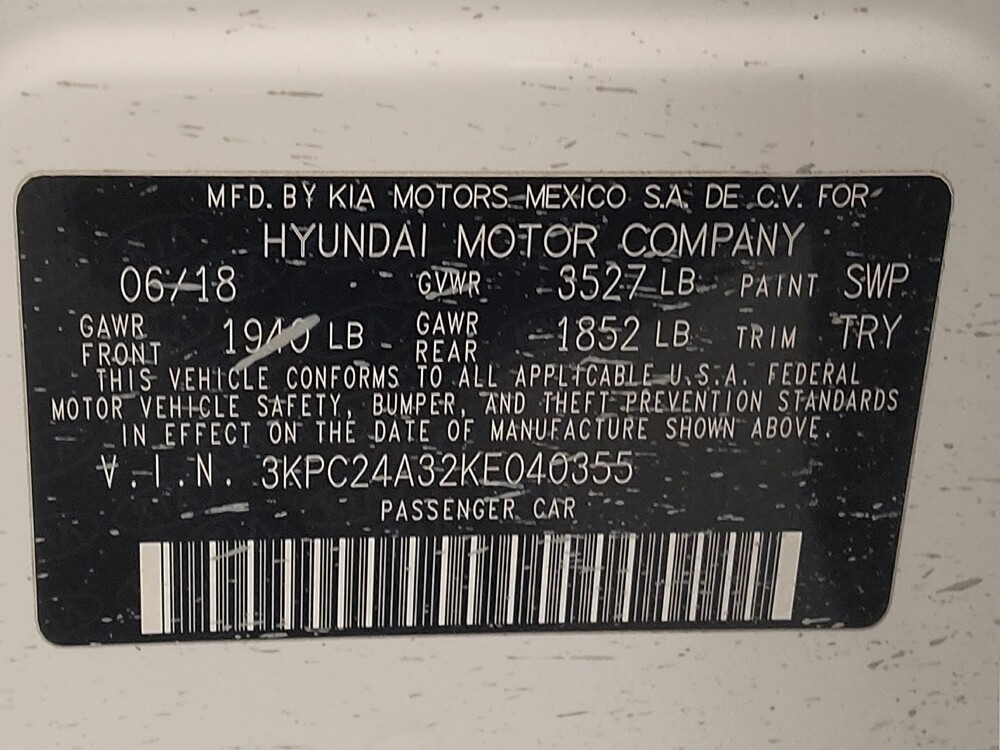 MFD. BY KIA MOTORS MEXICO S.A. DE C.V. FOR
HYUNDAI MOTOR COMPANY
06/18 GVWR 3527 LB PAINT SWP
GAWR FRONT 1940 LB GAWR REAR 1852 LB TRIM TRY
THIS VEHICLE CONFORMS TO ALL APPLICABLE U.S.A. FEDERAL
MOTOR VEHICLE SAFETY, BUMPER, AND THEFT PREVENTION STANDARDS
IN EFFECT ON THE DATE OF MANUFACTURE SHOWN ABOVE.
V.I.N. 3KPC24A32KE040355
PASSENGER CAR